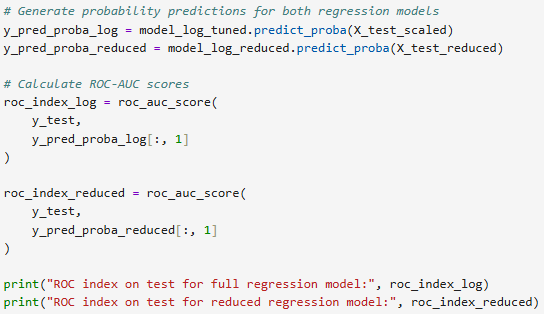 # Generate probability predictions for both regression models
y_pred_proba_log = model_log_tuned.predict_proba(X_test_scaled)
y_pred_proba_reduced = model_log_reduced.predict_proba(X_test_reduced)

# Calculate ROC-AUC scores
roc_index_log = roc_auc_score(
    y_test,
    y_pred_proba_log[:, 1]
)

roc_index_reduced = roc_auc_score(
    y_test,
    y_pred_proba_reduced[:, 1]
)

print("ROC index on test for full regression model:", roc_index_log)
print("ROC index on test for reduced regression model:", roc_index_reduced)